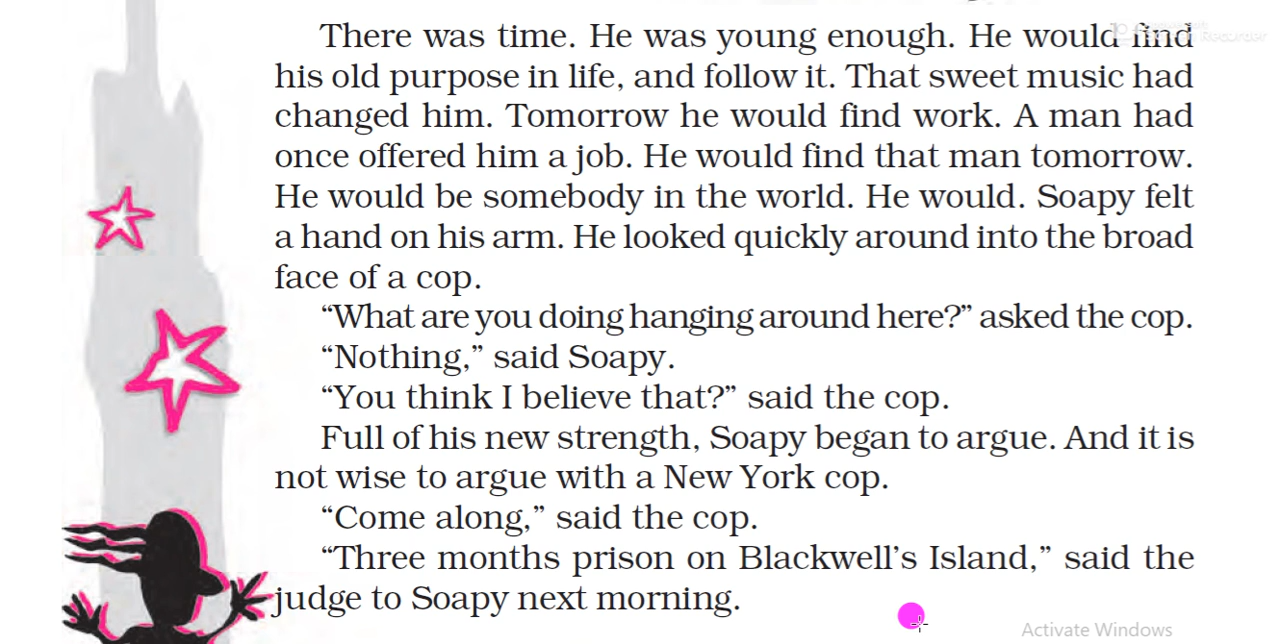 There was time. He was young enough. He would find
his old purpose in life, and follow it. That sweet music had
changed him. Tomorrow he would find work. A man had
once offered him a job. He would find that man tomorrow.
He would be somebody in the world. He would. Soapy felt
a hand on his arm. He looked quickly around into the broad
face of a cop.
“What are you doing hanging around here?” asked the cop.
“Nothing,” said Soapy.
“You think I believe that?” said the cop.
Full of his new strength, Soapy began to argue. And it is
not wise to argue with a New York cop.
“Come along,” said the cop.
“Three months prison on Blackwell’s Island,” said the
judge to Soapy next morning.
Activate Windows